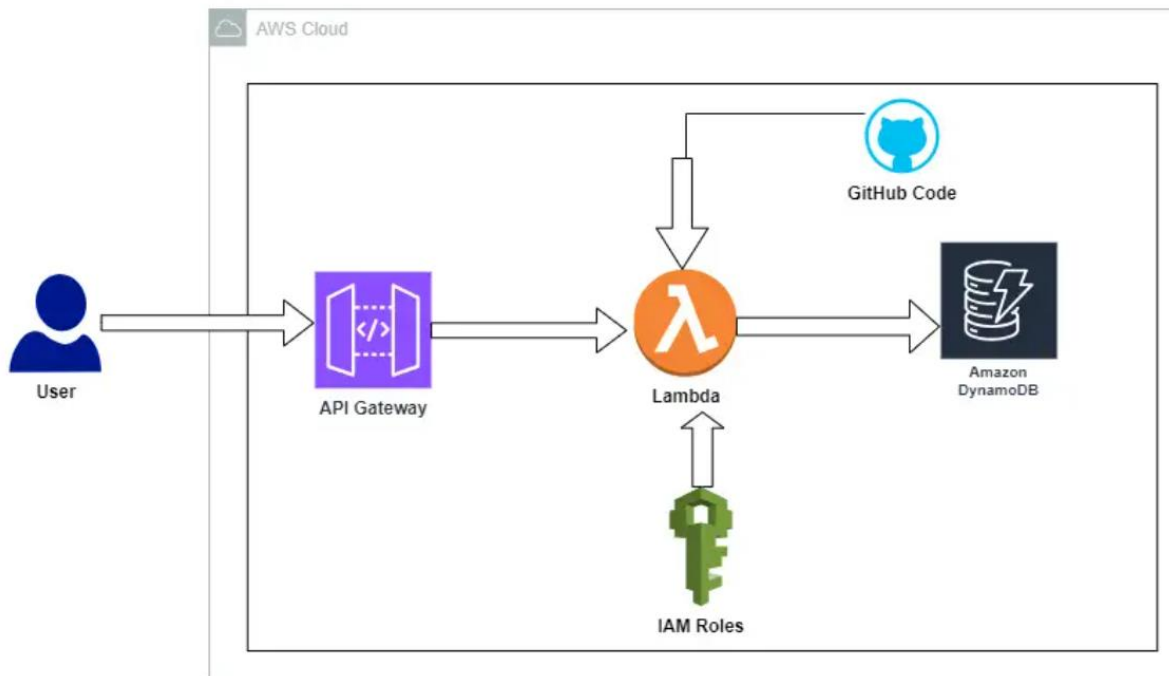 AWS Cloud
GitHub Code
User
API Gateway
</>
Lambda
Amazon
DynamoDB
IAM Roles